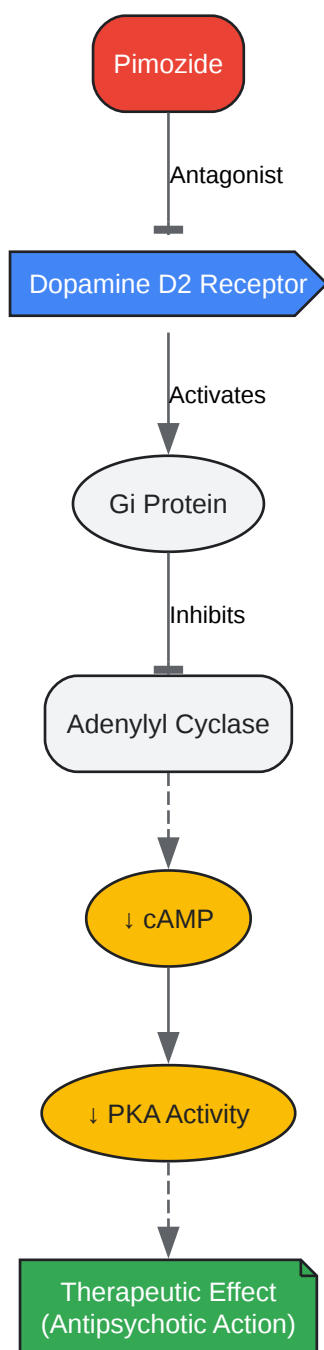 Pimozide
Antagonist
Dopamine D2 Receptor
Activates
Gi Protein
Inhibits
Adenylyl Cyclase
↓ cAMP
↓ PKA Activity
Therapeutic Effect
(Antipsychotic Action)